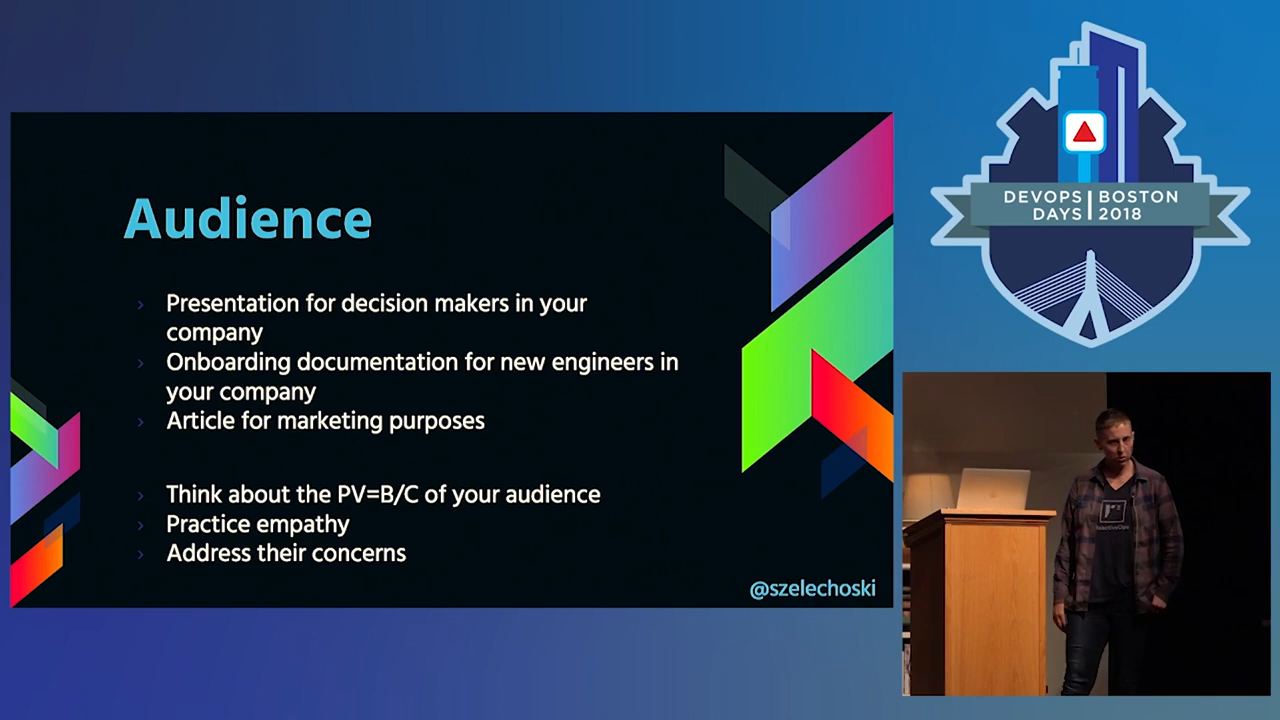 Audience
› Presentation for decision makers in your
company
› Onboarding documentation for new engineers in
your company
› Article for marketing purposes
› Think about the PV=B/C of your audience
› Practice empathy
› Address their concerns
@szelechoski
DEVOPS | BOSTON
DAYS | 2018